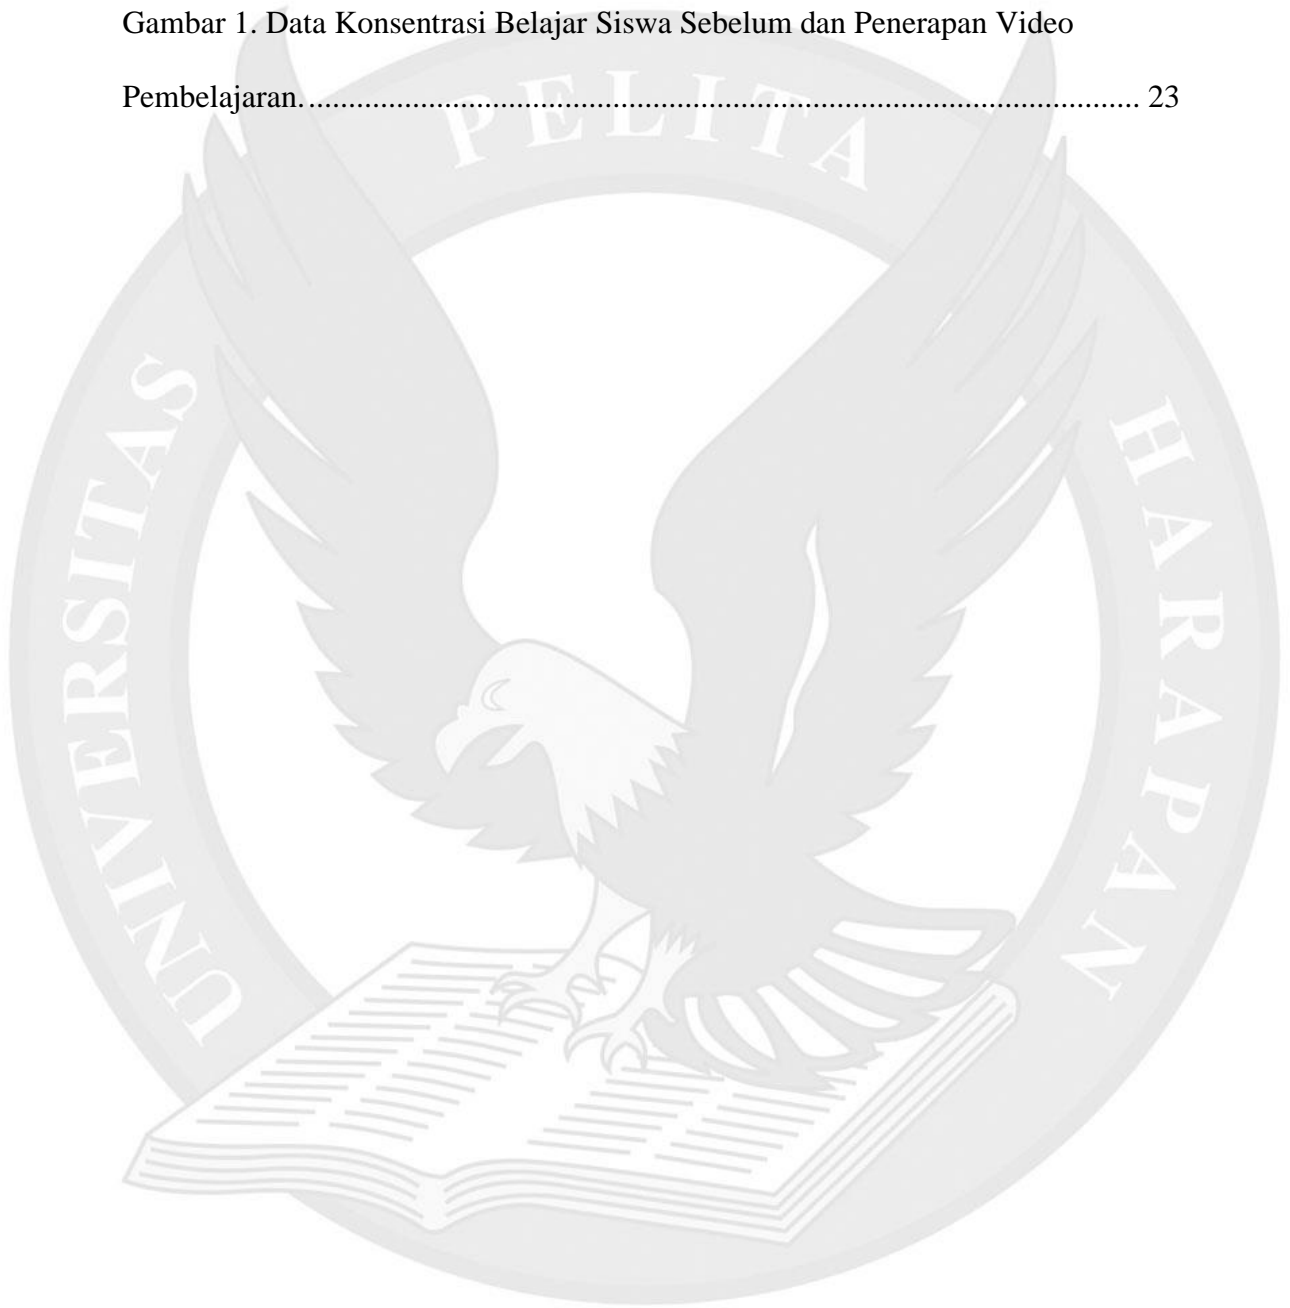 Gambar 1. Data Konsentrasi Belajar Siswa Sebelum dan Penerapan Video
Pembelajaran.......................................................................................................... 23
PELITA
UNIVERSITAS
HARAPAN